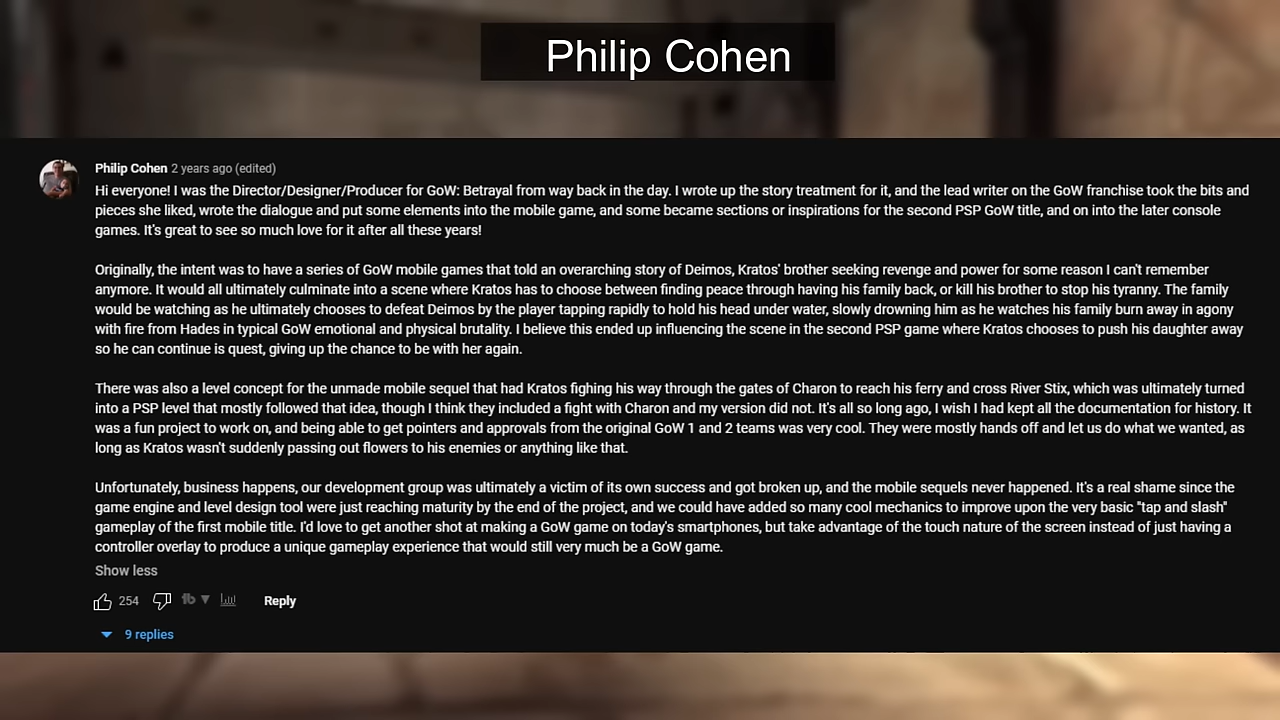 Philip Cohen
Philip Cohen 2 years ago (edited)
Hi everyone! I was the Director/Designer/Producer for GoW: Betrayal from way back in the day. I wrote up the story treatment for it, and the lead writer on the GoW franchise took the bits and
pieces she liked, wrote the dialogue and put some elements into the mobile game, and some became sections or inspirations for the second PSP GoW title, and on into the later console
games. It's great to see so much love for it after all these years!
Originally, the intent was to have a series of GoW mobile games that told an overarching story of Deimos, Kratos' brother seeking revenge and power for some reason I can't remember
anymore. It would all ultimately culminate into a scene where Kratos has to choose between finding peace through having his family back, or kill his brother to stop his tyranny. The family
would be watching as he ultimately chooses to defeat Deimos by the player tapping rapidly to hold his head under water, slowly drowning him as he watches his family burn away in agony
with fire from Hades in typical GoW emotional and physical brutality. I believe this ended up influencing the scene in the second PSP game where Kratos chooses to push his daughter away
so he can continue is quest, giving up the chance to be with her again.
There was also a level concept for the unmade mobile sequel that had Kratos fighing his way through the gates of Charon to reach his ferry and cross River Stix, which was ultimately turned
into a PSP level that mostly followed that idea, though I think they included a fight with Charon and my version did not. It's all so long ago, I wish I had kept all the documentation for history. It
was a fun project to work on, and being able to get pointers and approvals from the original GoW 1 and 2 teams was very cool. They were mostly hands off and let us do what we wanted, as
long as Kratos wasn't suddenly passing out flowers to his enemies or anything like that.
Unfortunately, business happens, our development group was ultimately a victim of its own success and got broken up, and the mobile sequels never happened. It's a real shame since the
game engine and level design tool were just reaching maturity by the end of the project, and we could have added so many cool mechanics to improve upon the very basic "tap and slash"
gameplay of the first mobile title. I'd love to get another shot at making a GoW game on today's smartphones, but take advantage of the touch nature of the screen instead of just having a
controller overlay to produce a unique gameplay experience that would still very much be a GoW game.
Show less
254 tb Reply
9 replies